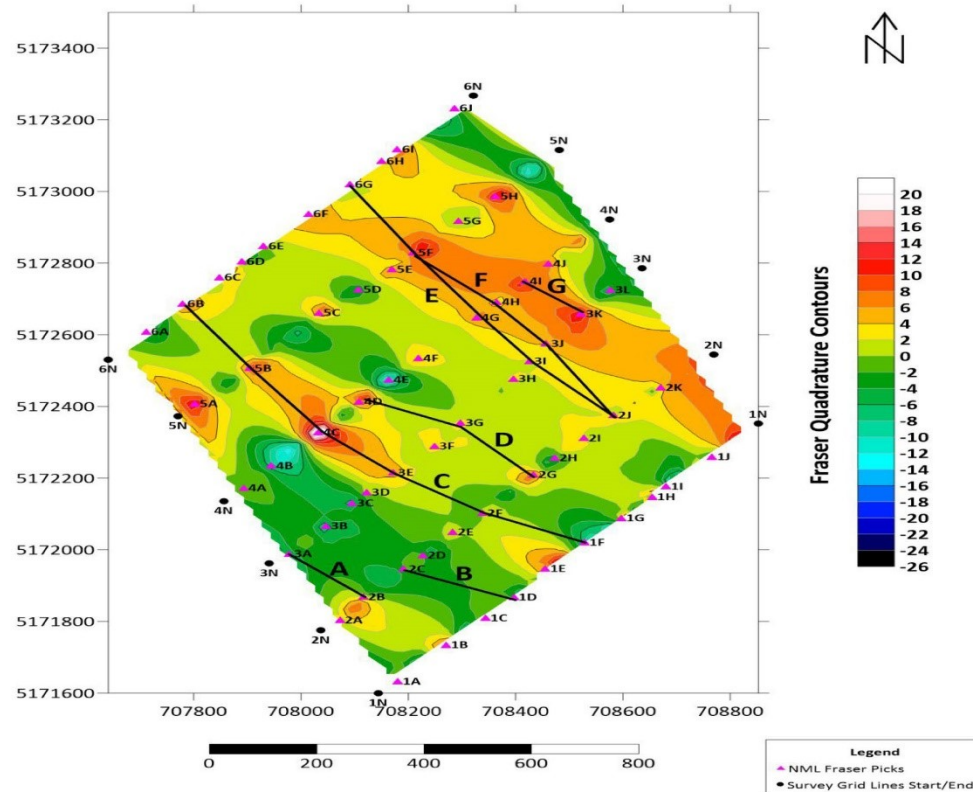 5173400
5173200
5173000
5172800
5172600
5172400
5172200
5172000
5171800
5171600
707800 708000 708200 708400 708600 708800
0 200 400 600 800
N
6N
6J
5N
6I
6H
6G
5H
4N
6F
5G
6E
5F
4J
3N
6D
5E
F
6C
4I
G
3L
5D
E
4H
6B
5C
4G
3K
6A
3J
2N
6N
4F
3I
5B
4E
3H
2K
5A
4D
2J
1N
5N
3G
4C
D
3F
2I
1J
4B
2H
3E
2G
4A
C
1I
3D
1H
4N
3C
2F
1G
3B
2E
1F
3A
2D
3N
A
2C
B
1E
2B
1D
2A
1C
2N
1B
1A
1N
Fraser Quadrature Contours
20
18
16
14
12
10
8
6
4
2
0
-2
-4
-6
-8
-10
-12
-14
-16
-18
-20
-22
-24
-26
Legend
NML Fraser Picks
Survey Grid Lines Start/End